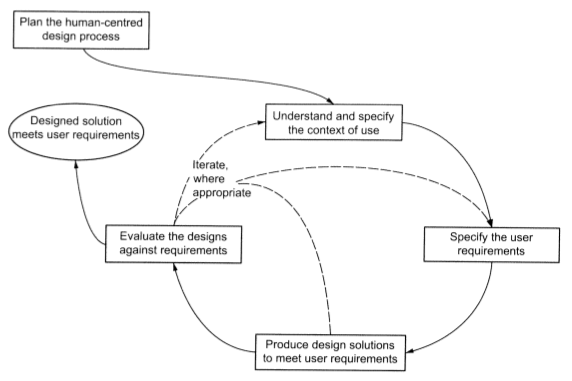 Plan the human-centred
design process
Understand and specify
the context of use
Designed solution
meets user requirements
Iterate,
where
appropriate
Evaluate the designs
against requirements
Specify the user
requirements
Produce design solutions
to meet user requirements